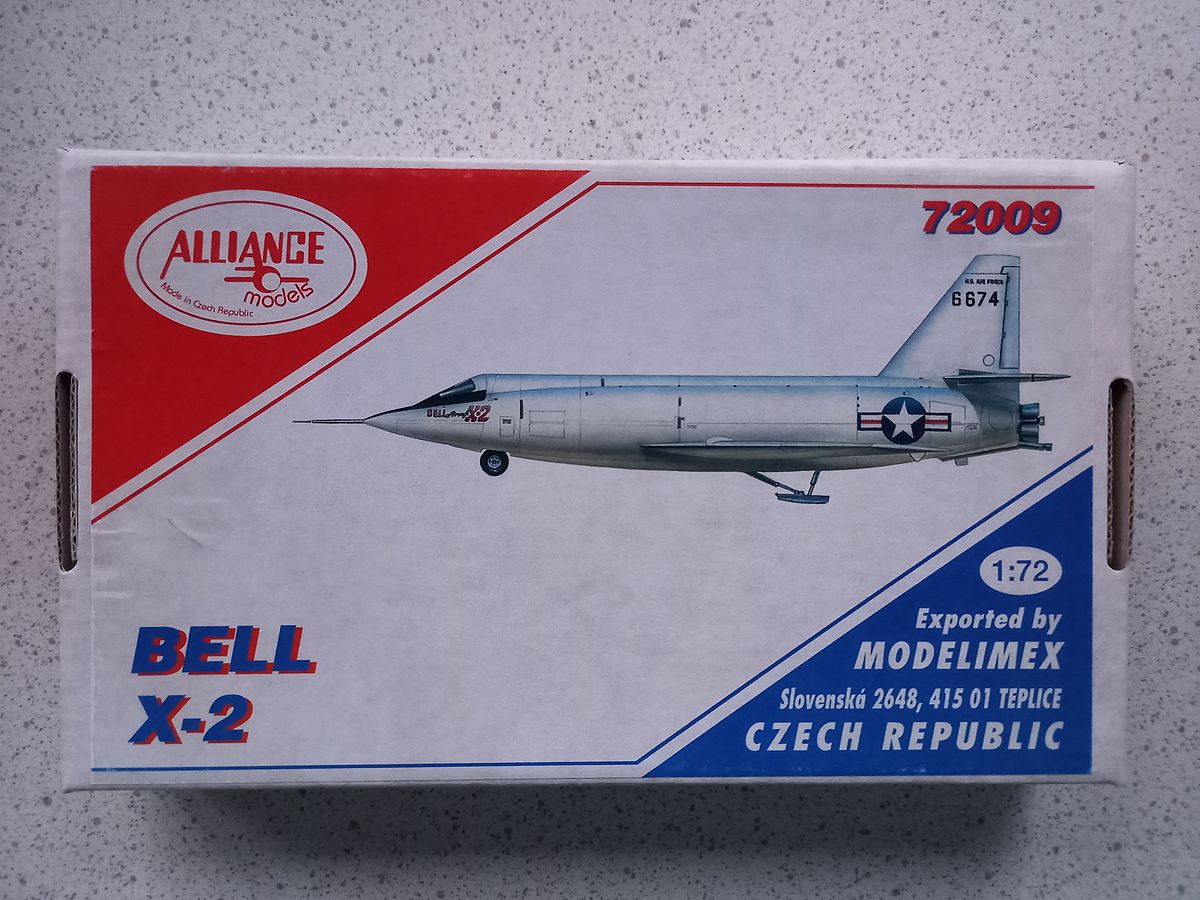 ALLIANCE
models
Made in Czech Republic
72009
U.S. AIR FORCE
6674
BELL X-2
BELL
X-2
1:72
Exported by
MODELIMEX
Slovenská 2648, 415 01 TEPLICE
CZECH REPUBLIC